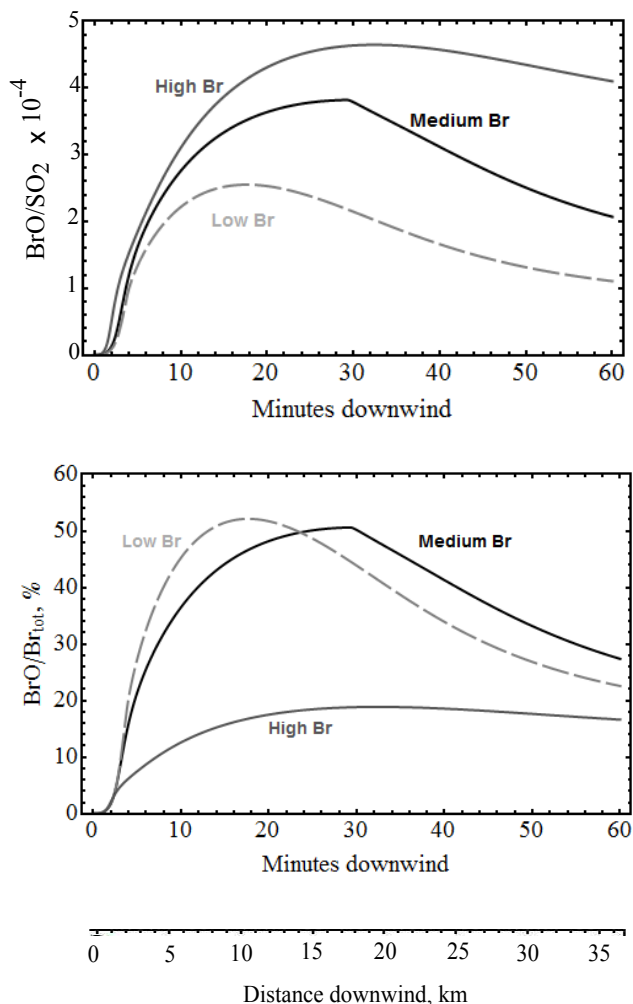 BrO/SO2 x 10-4
5
4
3
2
1
0
High Br
Medium Br
Low Br
0 10 20 30 40 50 60
Minutes downwind
BrO/Brtot, %
60
50
40
30
20
10
0
Low Br
Medium Br
High Br
0 10 20 30 40 50 60
Minutes downwind
0 5 10 15 20 25 30 35
Distance downwind, km